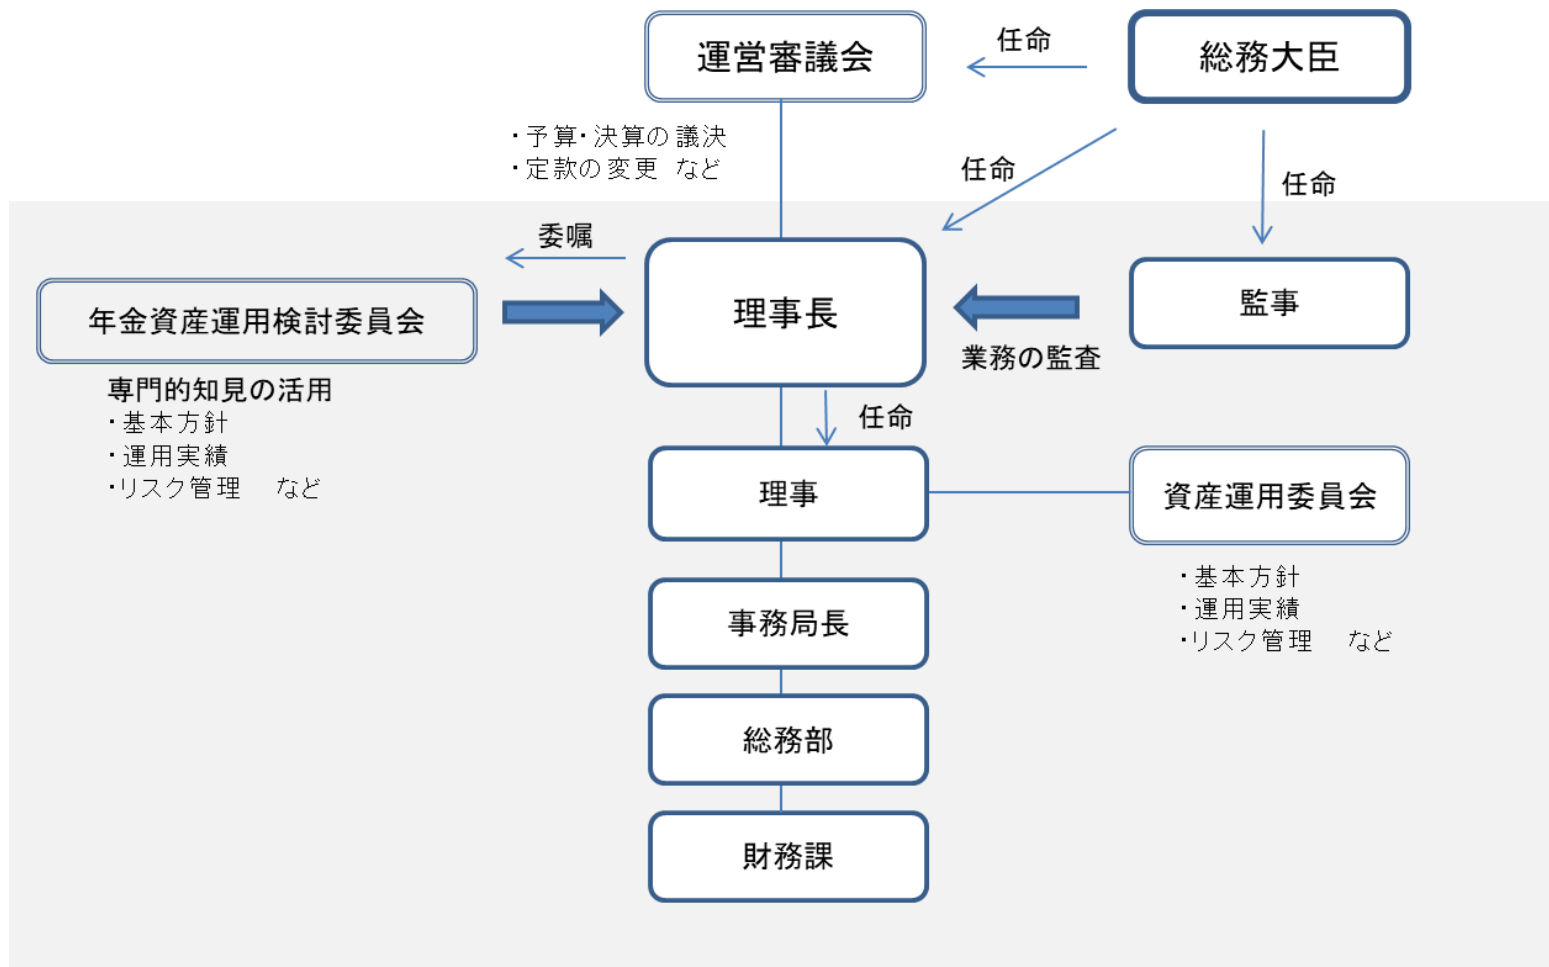 運営審議会
任命
総務大臣
・予算・決算の議決
・定款の変更 など
任命
任命
委嘱
年金資産運用検討委員会
理事長
監事
業務の監査
専門的知見の活用
・基本方針
・運用実績
・リスク管理 など
任命
理事
資産運用委員会
・基本方針
・運用実績
・リスク管理 など
事務局長
総務部
財務課